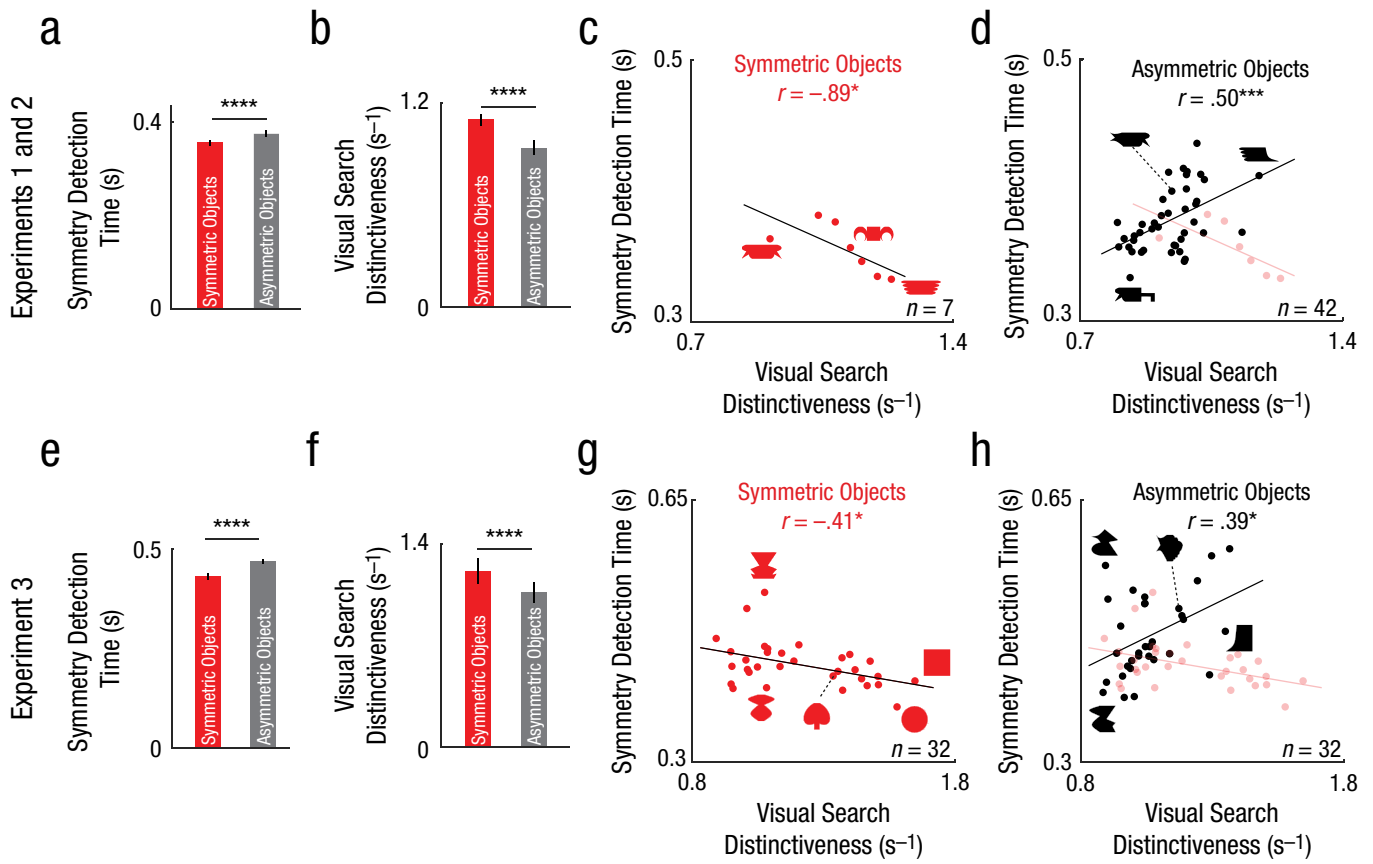 a
b
c
d
Experiments 1 and 2
Symmetry Detection
Time (s)
0.4
0
****
Symmetric Objects
Asymmetric Objects
Visual Search
Distinctiveness (s–1)
1.2
0
****
Symmetric Objects
Asymmetric Objects
Symmetry Detection Time (s)
0.5
0.3
Symmetric Objects
r = –.89*
n = 7
0.7
1.4
Visual Search
Distinctiveness (s–1)
Symmetry Detection Time (s)
0.5
0.3
Asymmetric Objects
r = .50***
n = 42
0.7
1.4
Visual Search
Distinctiveness (s–1)
e
f
g
h
Experiment 3
Symmetry Detection
Time (s)
0.5
0
****
Symmetric Objects
Asymmetric Objects
Visual Search
Distinctiveness (s–1)
1.4
0
****
Symmetric Objects
Asymmetric Objects
Symmetry Detection Time (s)
0.65
0.3
Symmetric Objects
r = –.41*
n = 32
0.8
1.8
Visual Search
Distinctiveness (s–1)
Symmetry Detection Time (s)
0.65
0.3
Asymmetric Objects
r = .39*
n = 32
0.8
1.8
Visual Search
Distinctiveness (s–1)